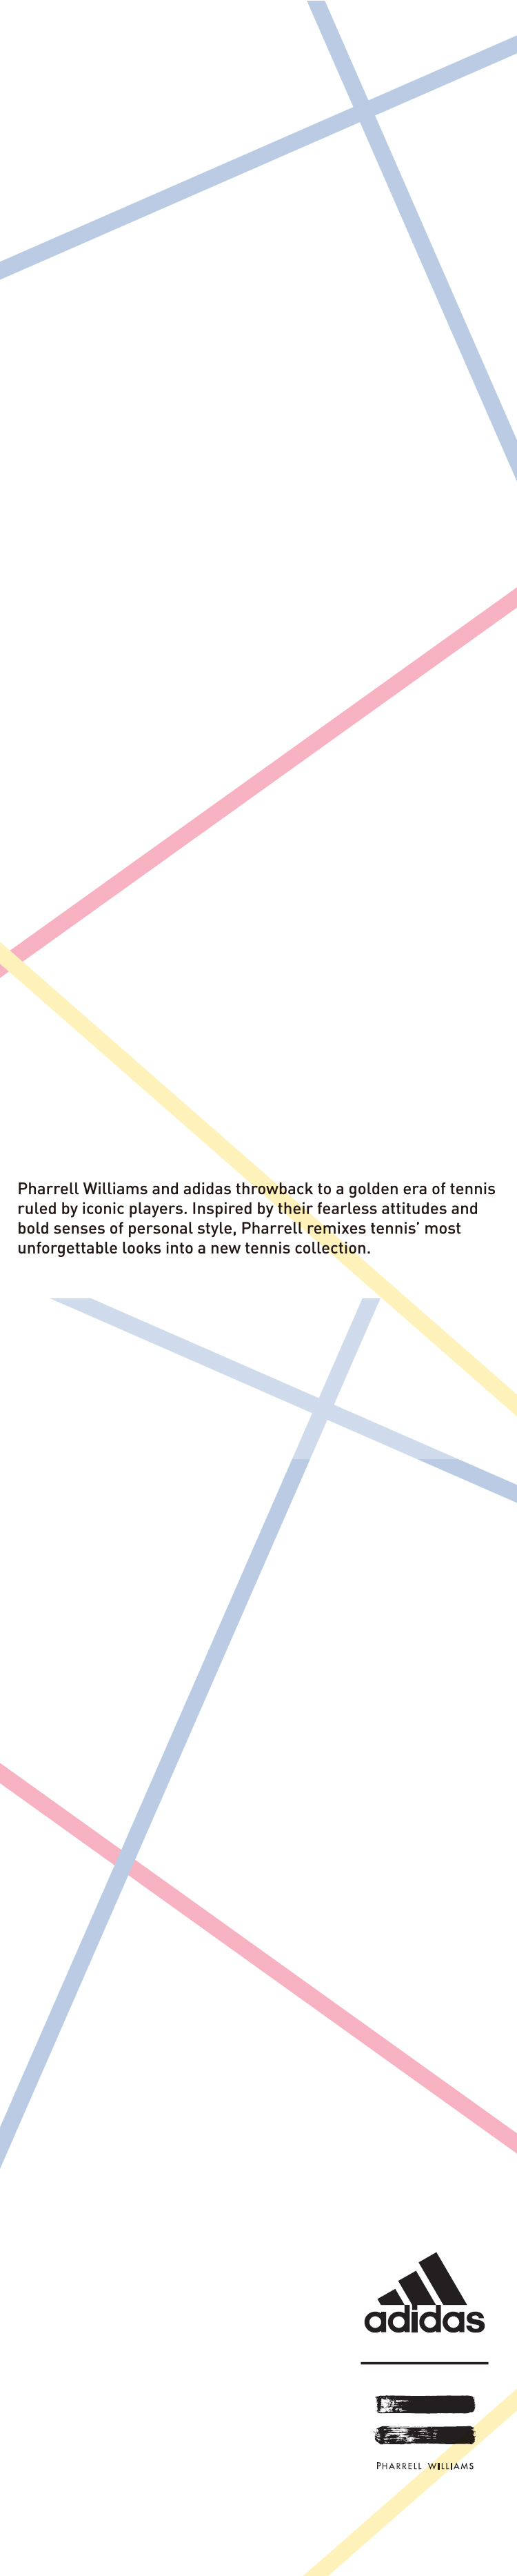 Pharrell Williams and adidas throwback to a golden era of tennis
ruled by iconic players. Inspired by their fearless attitudes and
bold senses of personal style, Pharrell remixes tennis’ most
unforgettable looks into a new tennis collection.
adidas
PHARRELL WILLIAMS